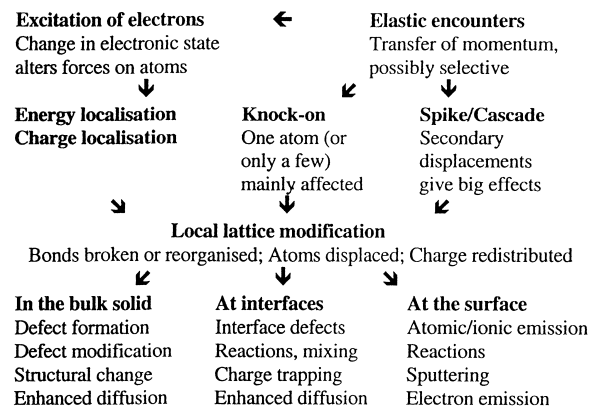 Excitation of electrons ← Elastic encounters
Change in electronic state Transfer of momentum,
alters forces on atoms possibly selective
Energy localisation Knock-on Spike/Cascade
Charge localisation One atom (or Secondary
only a few) displacements
mainly affected give big effects
Local lattice modification
Bonds broken or reorganised; Atoms displaced; Charge redistributed
In the bulk solid At interfaces At the surface
Defect formation Interface defects Atomic/ionic emission
Defect modification Reactions, mixing Reactions
Structural change Charge trapping Sputtering
Enhanced diffusion Enhanced diffusion Electron emission